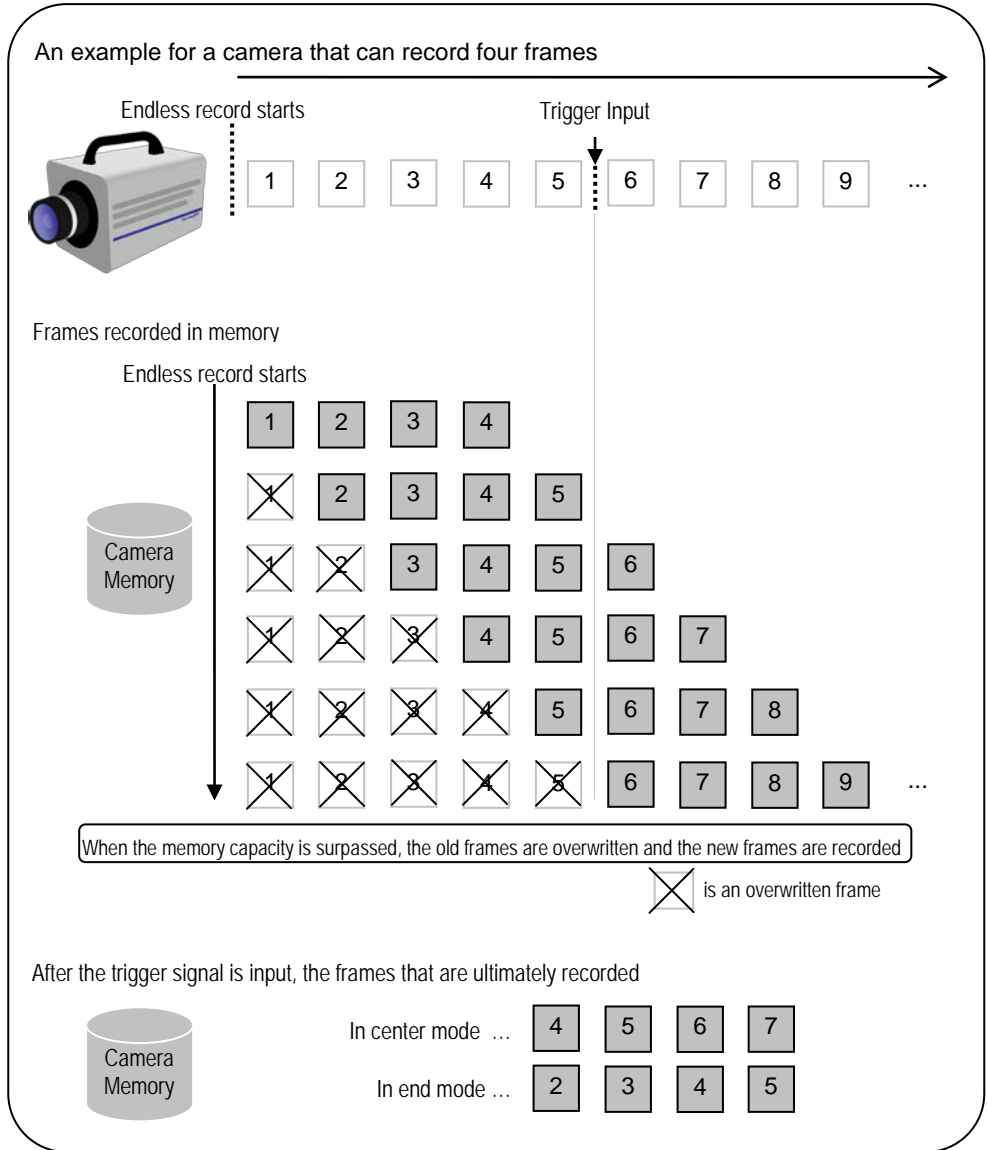 An example for a camera that can record four frames
Endless record starts
Trigger Input
1 2 3 4 5 6 7 8 9 ...
Frames recorded in memory
Endless record starts
1 2 3 4
1 2 3 4 5
Camera
Memory
1 2 3 4 5 6
1 2 3 4 5 6 7
1 2 3 4 5 6 7 8
1 2 3 4 5 6 7 8 9 ...
When the memory capacity is surpassed, the old frames are overwritten and the new frames are recorded
is an overwritten frame
After the trigger signal is input, the frames that are ultimately recorded
Camera
Memory
In center mode ... 4 5 6 7
In end mode ... 2 3 4 5